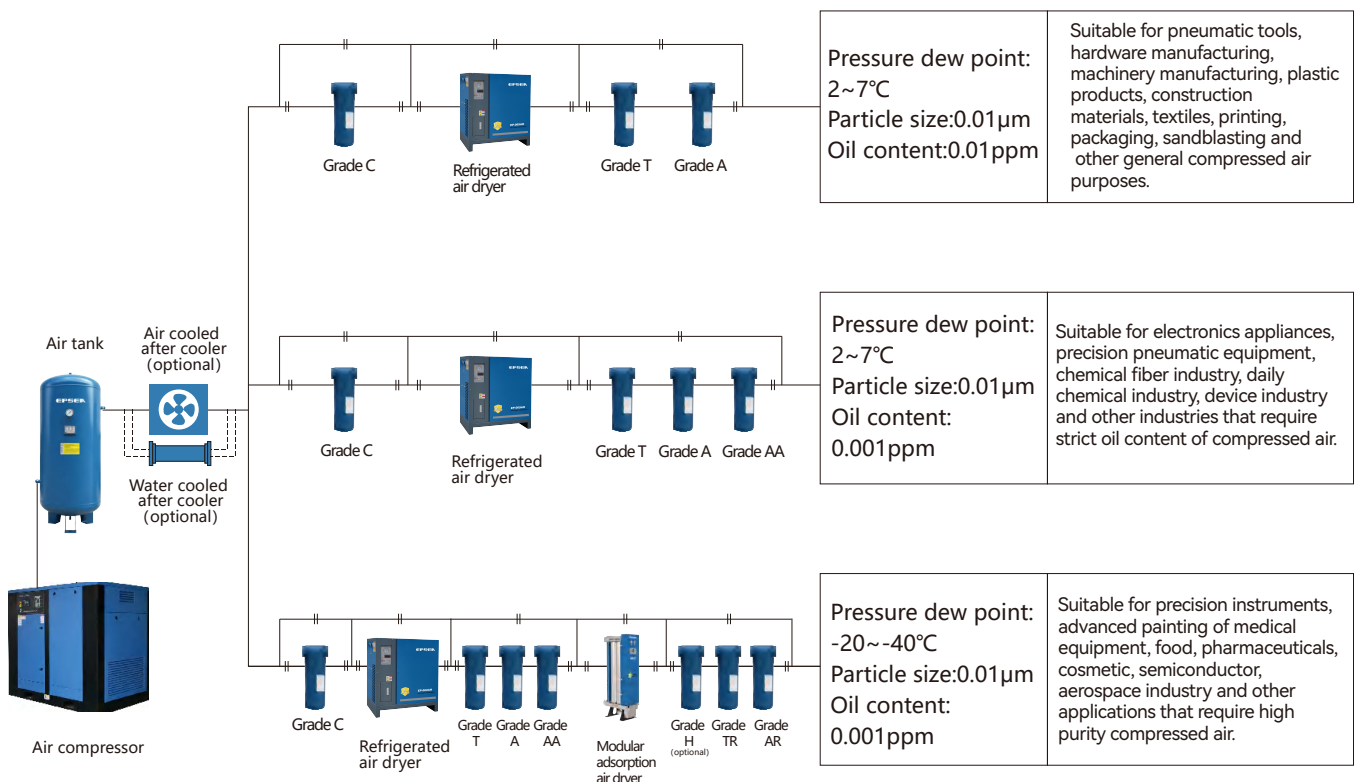 Grade C
Refrigerated
air dryer
Grade T
Grade A
Pressure dew point:
2~7℃
Particle size:0.01μm
Oil content:0.01ppm
Suitable for pneumatic tools,
hardware manufacturing,
machinery manufacturing, plastic
products, construction
materials, textiles, printing,
packaging, sandblasting and
other general compressed air
purposes.
Air tank
EPSEA
Air cooled
after cooler
(optional)
Water cooled
after cooler
(optional)
Air compressor
EPSEA
Grade C
Refrigerated
air dryer
Grade T
Grade A
Grade AA
Pressure dew point:
2~7℃
Particle size:0.01μm
Oil content:
0.001ppm
Suitable for electronics appliances,
precision pneumatic equipment,
chemical fiber industry, daily
chemical industry, device industry
and other industries that require
strict oil content of compressed air.
EPSEA
Grade C
Refrigerated
air dryer
Grade
T
Grade
A
Grade
AA
Modular
adsorption
air dryer
Grade
H
(optional)
Grade
TR
Grade
AR
Pressure dew point:
-20~-40℃
Particle size:0.01μm
Oil content:
0.001ppm
Suitable for precision instruments,
advanced painting of medical
equipment, food, pharmaceuticals,
cosmetic, semiconductor,
aerospace industry and other
applications that require high
purity compressed air.